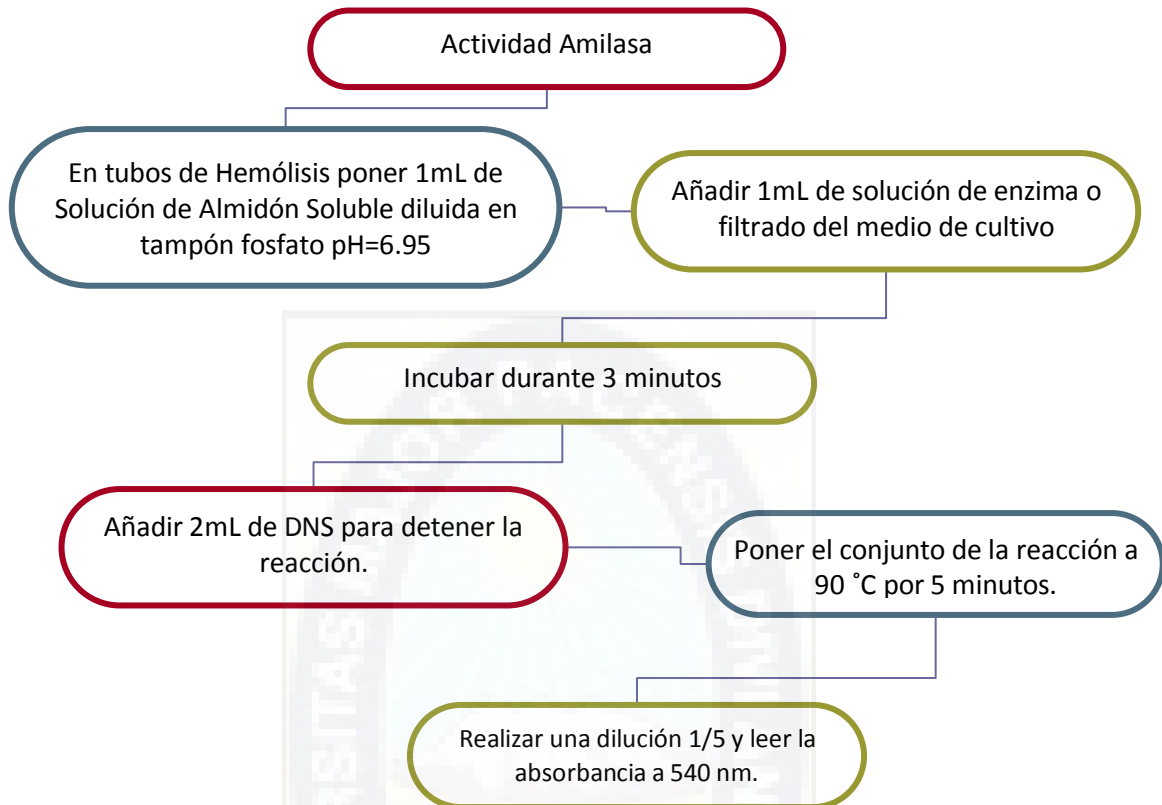 Actividad Amilasa
En tubos de Hemólisis poner 1mL de
Solución de Almidón Soluble diluida en
tampón fosfato pH=6.95
Añadir 1mL de solución de enzima o
filtrado del medio de cultivo
Incubar durante 3 minutos
Añadir 2mL de DNS para detener la
reacción.
Poner el conjunto de la reacción a
90 ˚C por 5 minutos.
Realizar una dilución 1/5 y leer la
absorbancia a 540 nm.